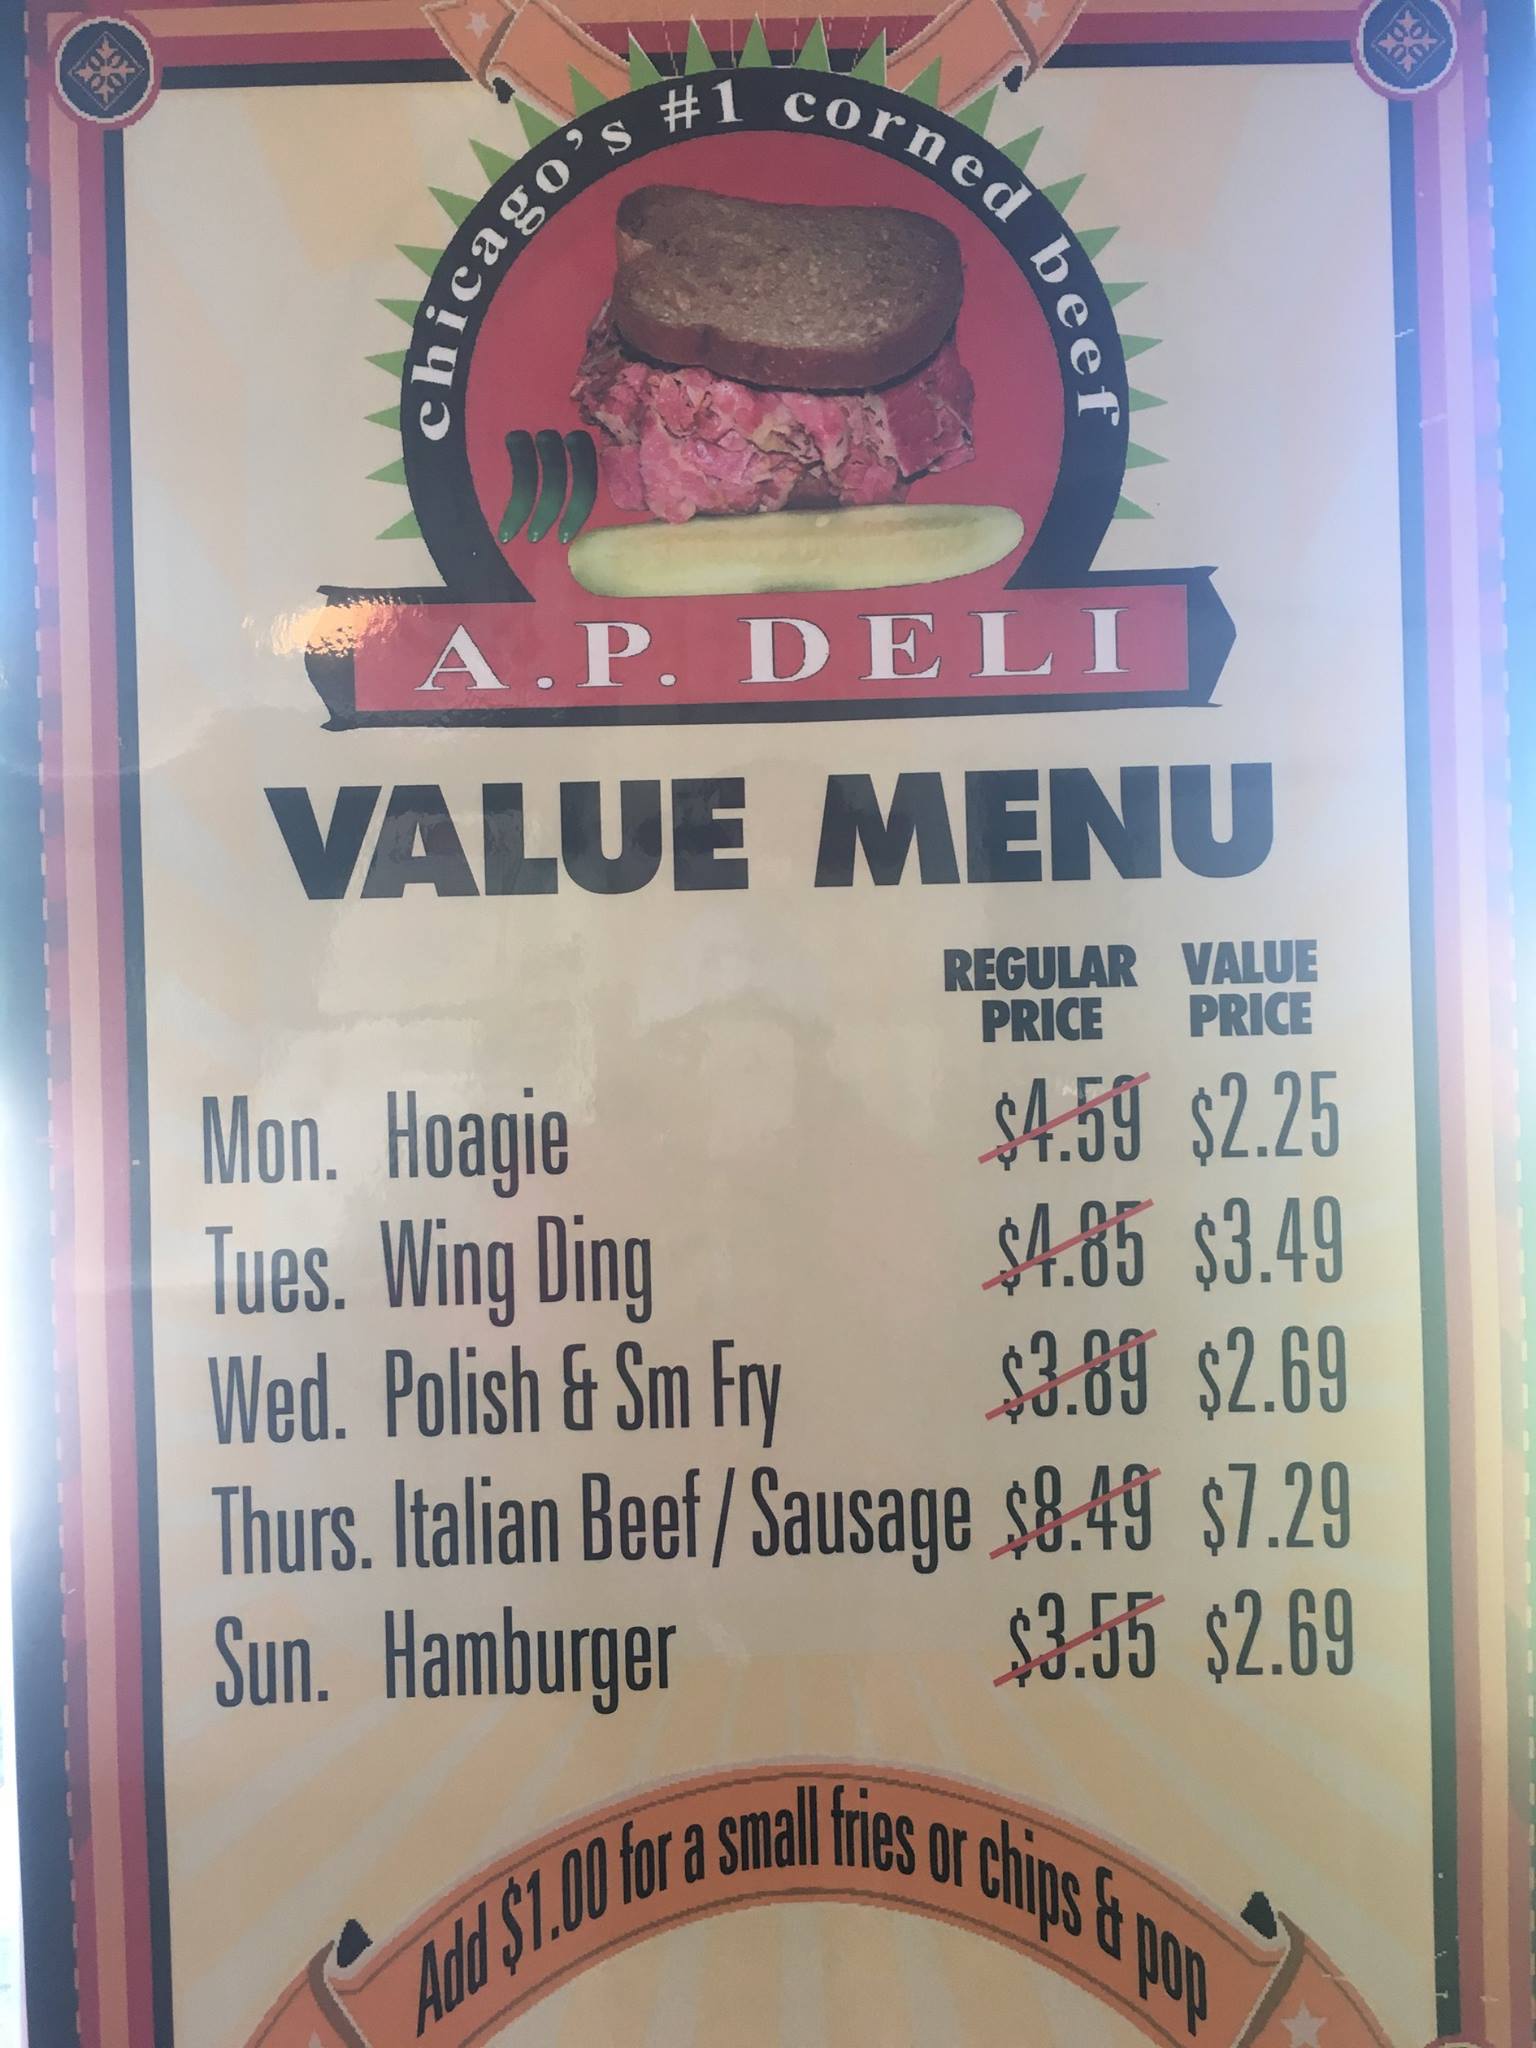 chicago's #1 corned beef
A.P. DELI
VALUE MENU
REGULAR PRICE VALUE PRICE
Mon. Hoagie $4.59 $2.25
Tues. Wing Ding $4.85 $3.49
Wed. Polish & Sm Fry $3.89 $2.69
Thurs. Italian Beef / Sausage $8.49 $7.29
Sun. Hamburger $3.55 $2.69
Add $1.00 for a small fries or chips & pop